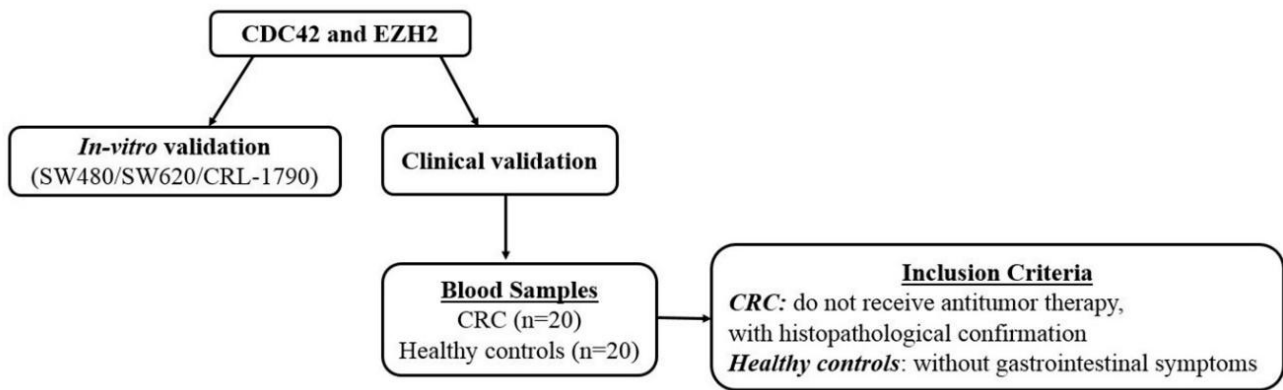 CDC42 and EZH2
In-vitro validation
(SW480/SW620/CRL-1790)
Clinical validation
Blood Samples
CRC (n=20)
Healthy controls (n=20)
Inclusion Criteria
CRC: do not receive antitumor therapy,
with histopathological confirmation
Healthy controls: without gastrointestinal symptoms